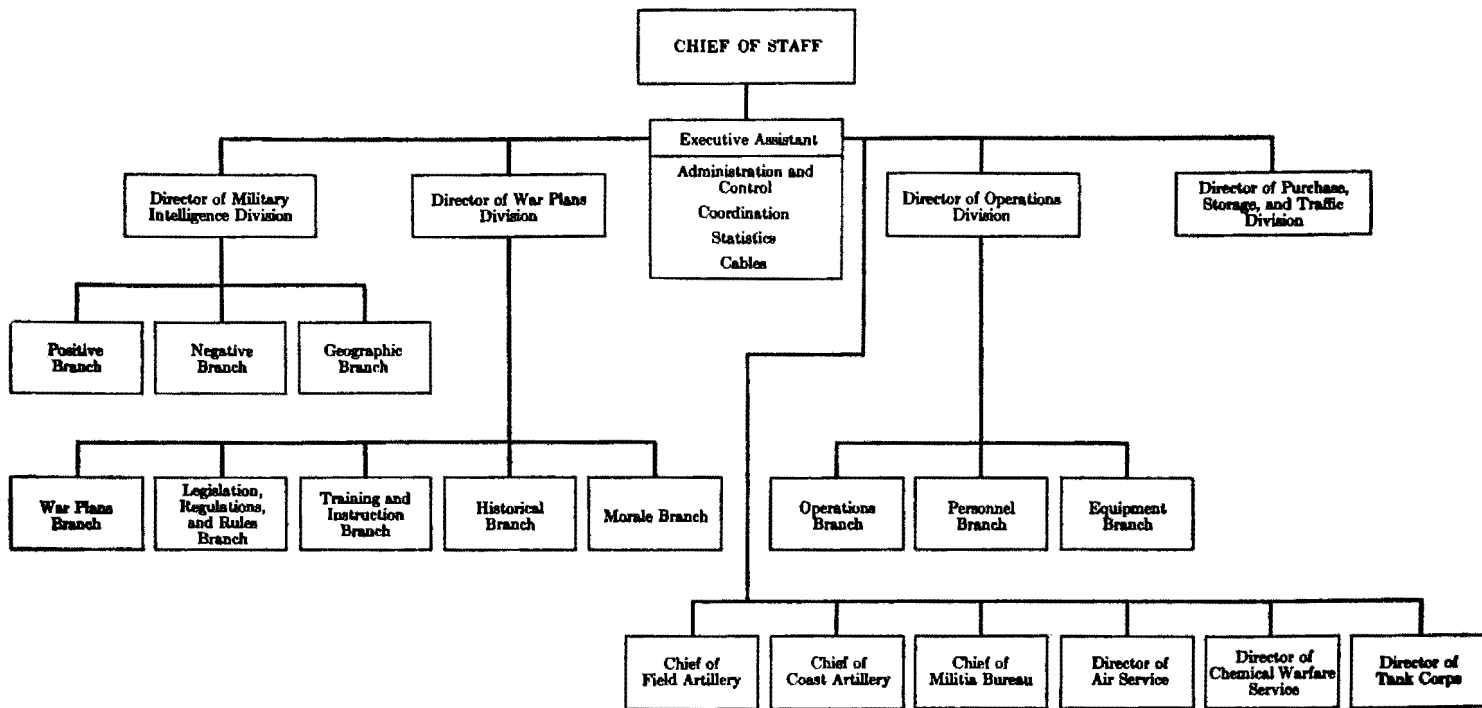 CHIEF OF STAFF
Executive Assistant
Administration and
Control
Coordination
Statistics
Cables
Director of Military
Intelligence Division
Director of War Plans
Division
Director of Operations
Division
Director of Purchase,
Storage, and Traffic
Division
Positive
Branch
Negative
Branch
Geographic
Branch
War Plans
Branch
Legislation,
Regulations,
and Rules
Branch
Training and
Instruction
Branch
Historical
Branch
Morale Branch
Operations
Branch
Personnel
Branch
Equipment
Branch
Chief of
Field Artillery
Chief of
Coast Artillery
Chief of
Militia Bureau
Director of
Air Service
Director of
Chemical Warfare
Service
Director of
Tank Corps